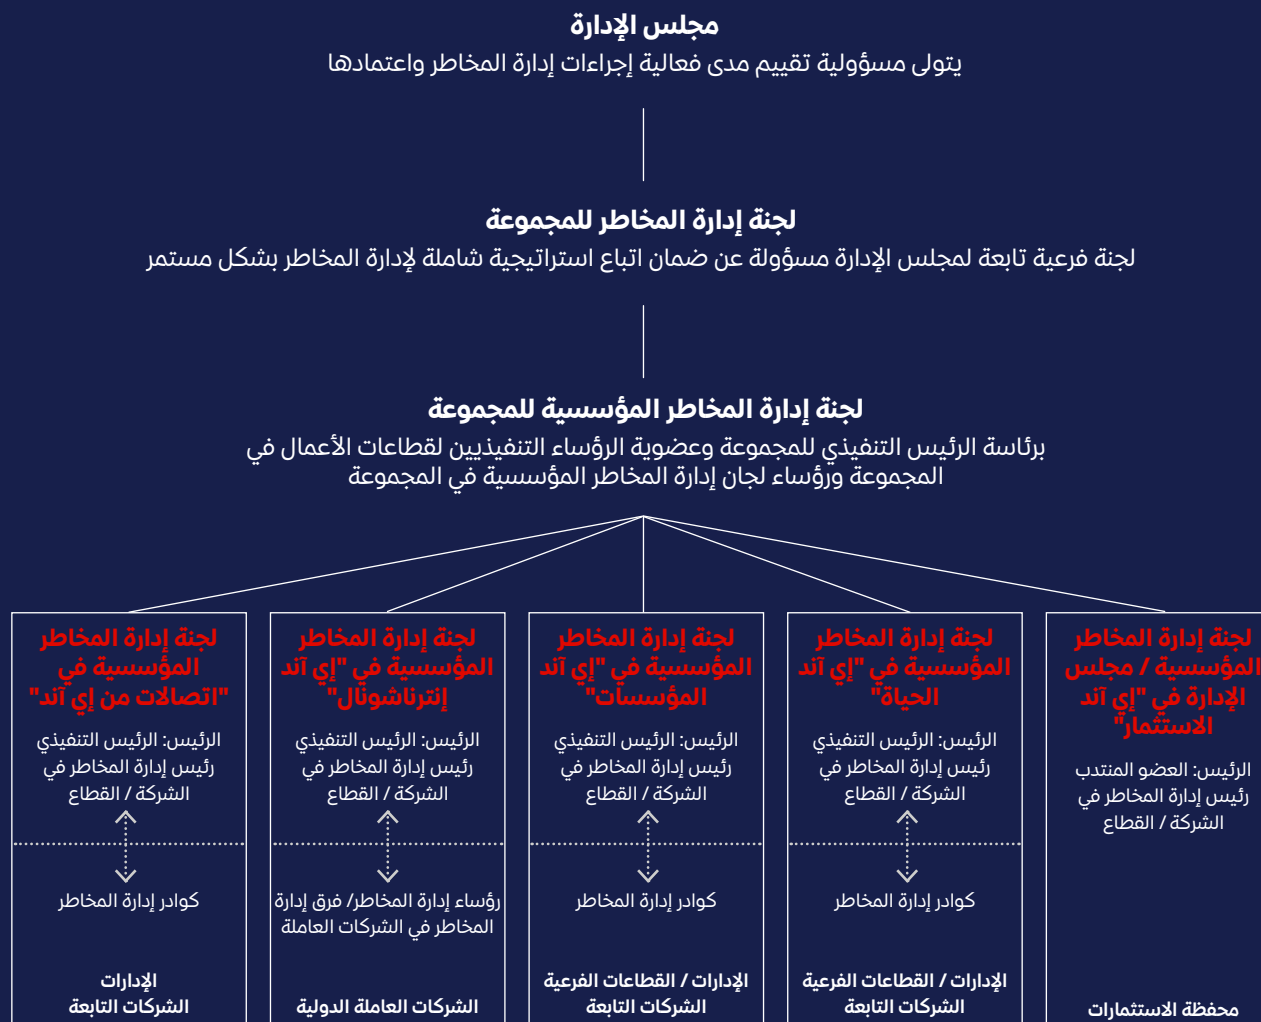 مجلس الإدارة
يتولى مسؤولية تقييم مدى فعالية إجراءات إدارة المخاطر واعتمادها
لجنة إدارة المخاطر للمجموعة
لجنة فرعية تابعة لمجلس الإدارة مسؤولة عن ضمان اتباع استراتيجية شاملة لإدارة المخاطر بشكل مستمر
لجنة إدارة المخاطر المؤسسية للمجموعة
برئاسة الرئيس التنفيذي للمجموعة وعضوية الرؤساء التنفيذيين لقطاعات الأعمال في
المجموعة ورؤساء لجان إدارة المخاطر المؤسسية في المجموعة
لجنة إدارة المخاطر
المؤسسية / مجلس
الإدارة في "إي آند
الاستثمار"
الرئيس: العضو المنتدب
رئيس إدارة المخاطر في
الشركة / القطاع
محفظة الاستثمارات
لجنة إدارة المخاطر
المؤسسية في "إي آند
الحياة"
الرئيس: الرئيس التنفيذي
رئيس إدارة المخاطر في
الشركة / القطاع
كوادر إدارة المخاطر
الإدارات / القطاعات الفرعية
الشركات التابعة
لجنة إدارة المخاطر
المؤسسية في "إي آند
المؤسسات"
الرئيس: الرئيس التنفيذي
رئيس إدارة المخاطر في
الشركة / القطاع
كوادر إدارة المخاطر
الإدارات / القطاعات الفرعية
الشركات التابعة
لجنة إدارة المخاطر
المؤسسية في "إي آند
إنترناشونال"
الرئيس: الرئيس التنفيذي
رئيس إدارة المخاطر في
الشركة / القطاع
رؤساء إدارة المخاطر/ فرق إدارة
المخاطر في الشركات العاملة
الشركات العاملة الدولية
لجنة إدارة المخاطر
المؤسسية في
"اتصالات من إي آند"
الرئيس: الرئيس التنفيذي
رئيس إدارة المخاطر في
الشركة / القطاع
كوادر إدارة المخاطر
الإدارات
الشركات التابعة